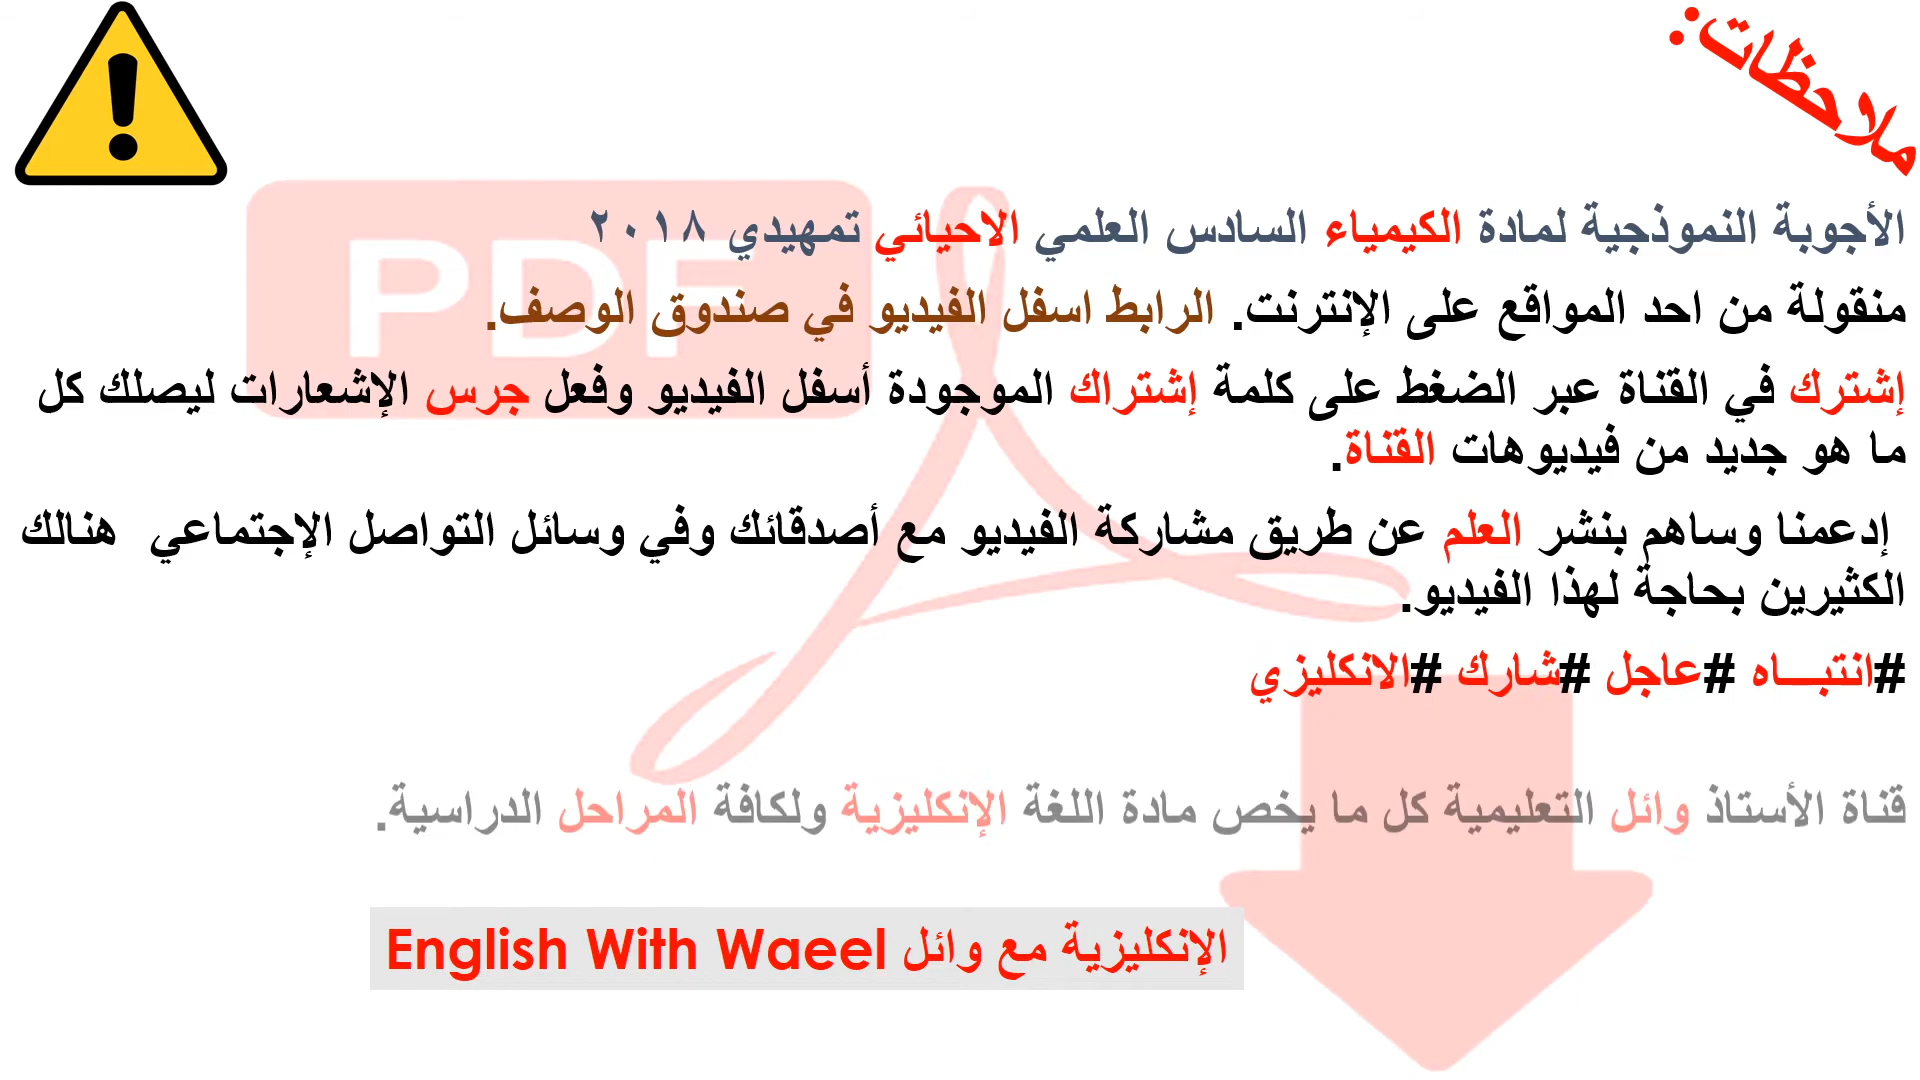 ملاحظات:
الأجوبة النموذجية لمادة الكيمياء السادس العلمي الاحيائي تمهيدي ٢٠١٨
منقولة من احد المواقع على الإنترنت. الرابط اسفل الفيديو في صندوق الوصف.
إشترك في القناة عبر الضغط على كلمة إشتراك الموجودة أسفل الفيديو وفعل جرس الإشعارات ليصلك كل
ما هو جديد من فيديوهات القناة.
إدعمنا وساهم بنشر العلم عن طريق مشاركة الفيديو مع أصدقائك وفي وسائل التواصل الإجتماعي هنالك
الكثيرين بحاجة لهذا الفيديو.
#انتبـــاه #عاجل #شارك #الانكليزي
قناة الأستاذ وائل التعليمية كل ما يخص مادة اللغة الإنكليزية ولكافة المراحل الدراسية.
الإنكليزية مع وائل English With Waeel
PDF